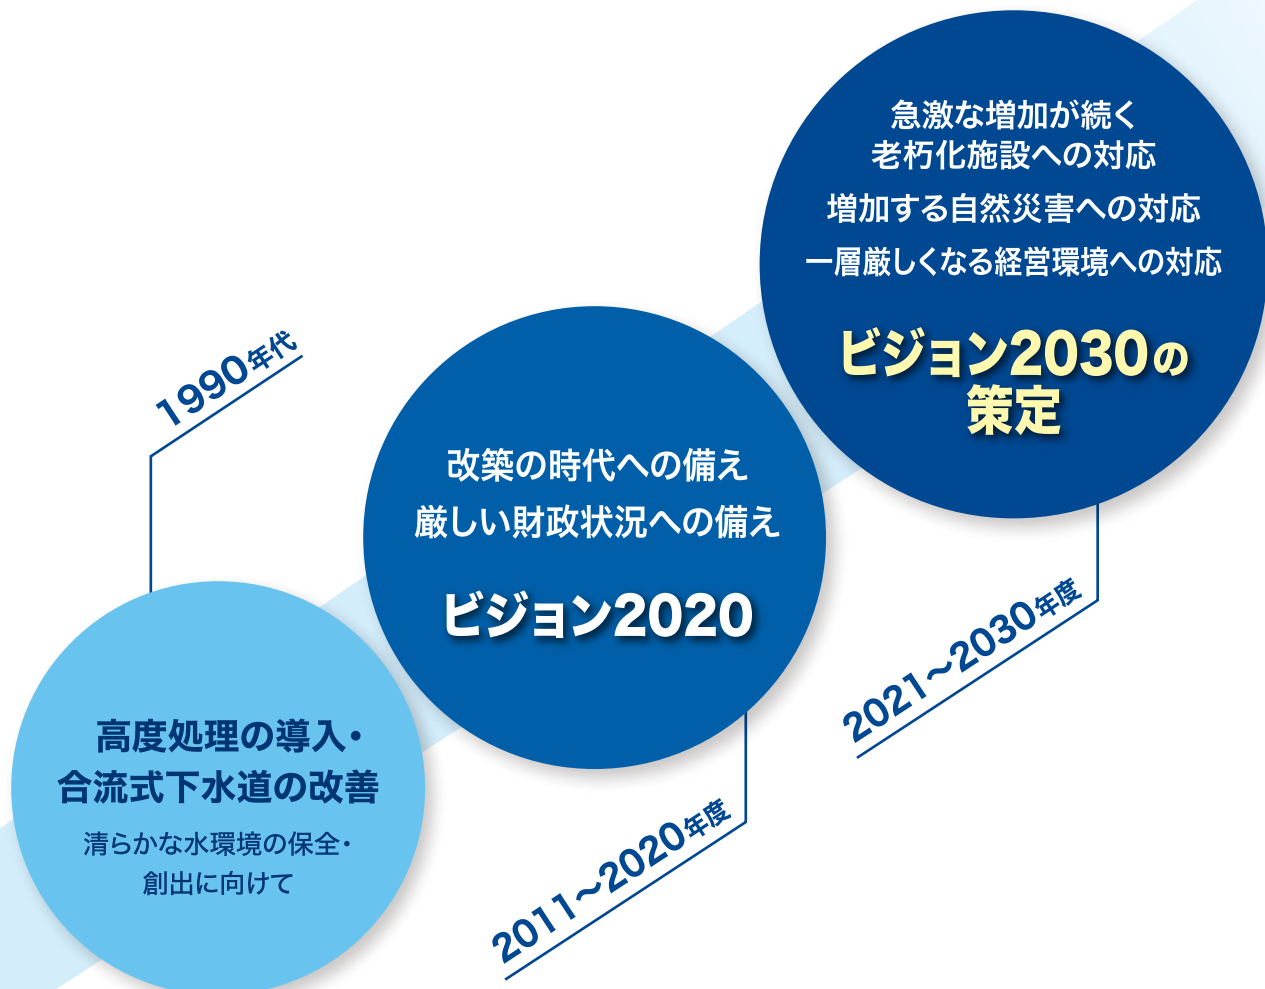 1990年代
高度処理の導入・
合流式下水道の改善
清らかな水環境の保全・
創出に向けて
改築の時代への備え
厳しい財政状況への備え
ビジョン2020
2011～2020年度
急激な増加が続く
老朽化施設への対応
増加する自然災害への対応
一層厳しくなる経営環境への対応
ビジョン2030の
策定
2021～2030年度